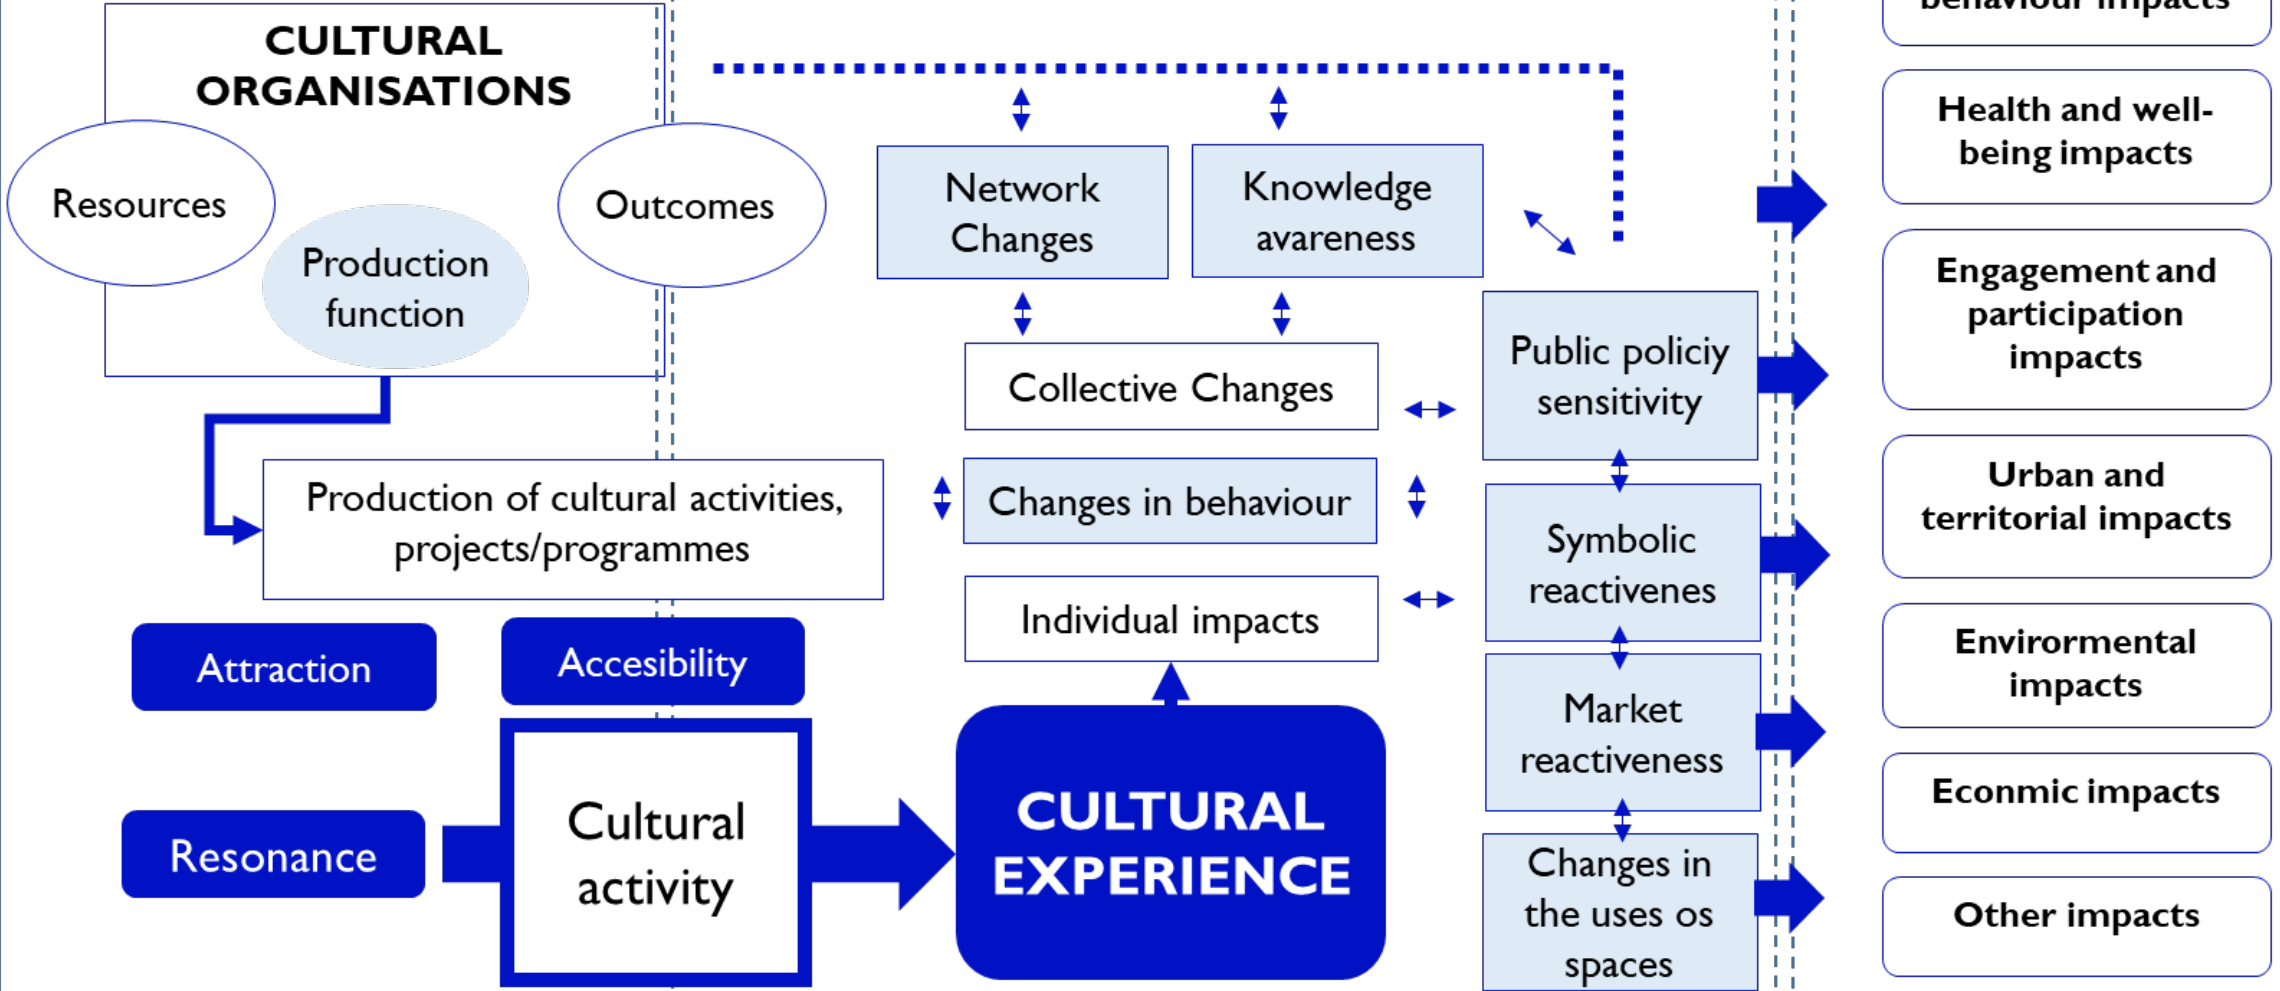 CULTURAL
ORGANISATIONS
Resources
Production
function
Outcomes
Production of cultural activities,
projects/programmes
Attraction
Accesibility
Resonance
Cultural
activity
CULTURAL
EXPERIENCE
Network
Changes
Knowledge
avareness
Collective Changes
Changes in behaviour
Individual impacts
Public policiy
sensitivity
Symbolic
reactivenes
Market
reactiveness
Changes in
the uses os
spaces
behaviour impacts
Health and well-
being impacts
Engagement and
participation
impacts
Urban and
territorial impacts
Envirormental
impacts
Econmic impacts
Other impacts